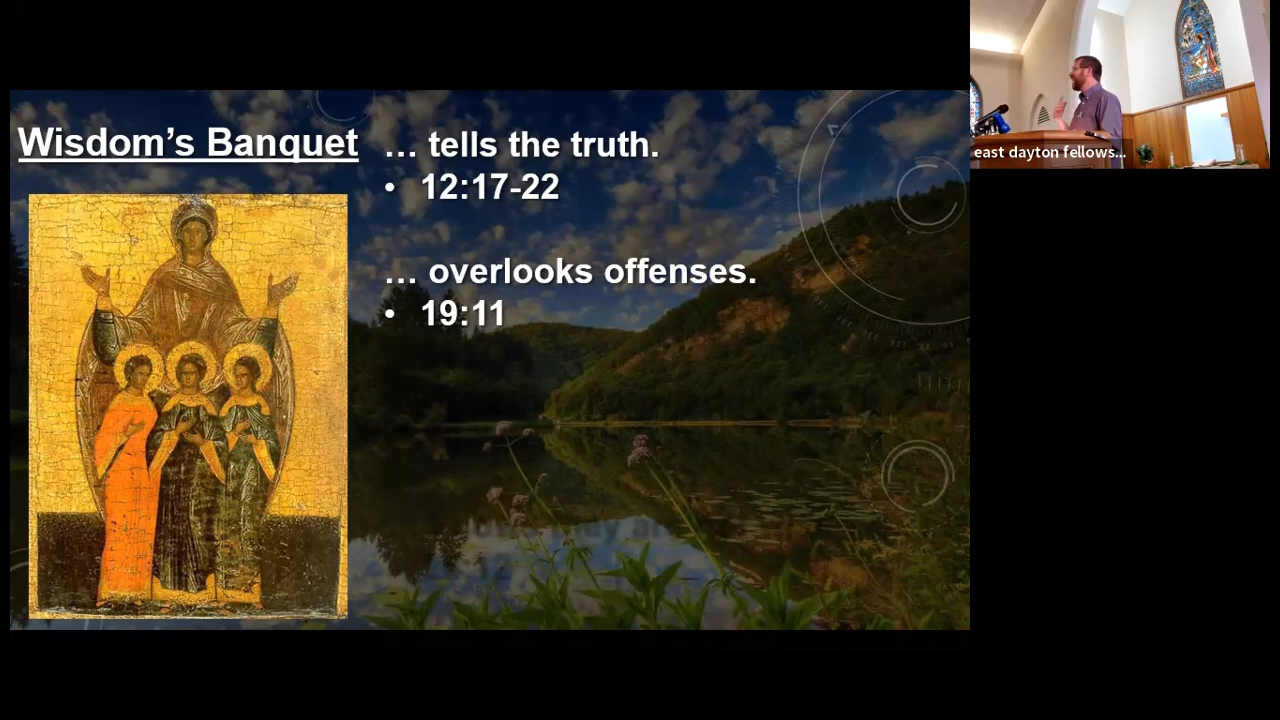 Wisdom's Banquet
... tells the truth.
• 12:17-22
... overlooks offenses.
• 19:11
east dayton fellows...